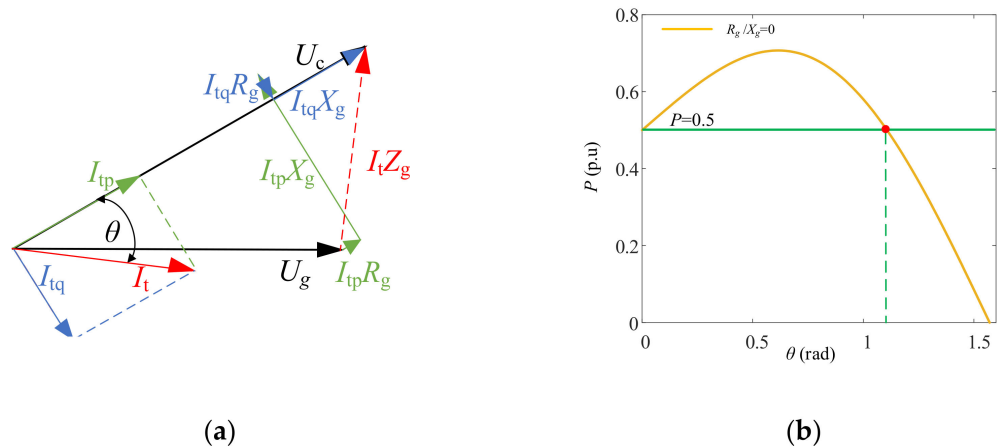 U_c
I_tqR_g
I_tqX_g
I_tp
I_tpX_g
I_tZ_g
θ
I_tq
I_t
U_g
I_tpR_g
(a)
0.8
R_g /X_g=0
0.6
P=0.5
P (p.u)
0.4
0.2
0
0
0.5
1
1.5
θ (rad)
(b)